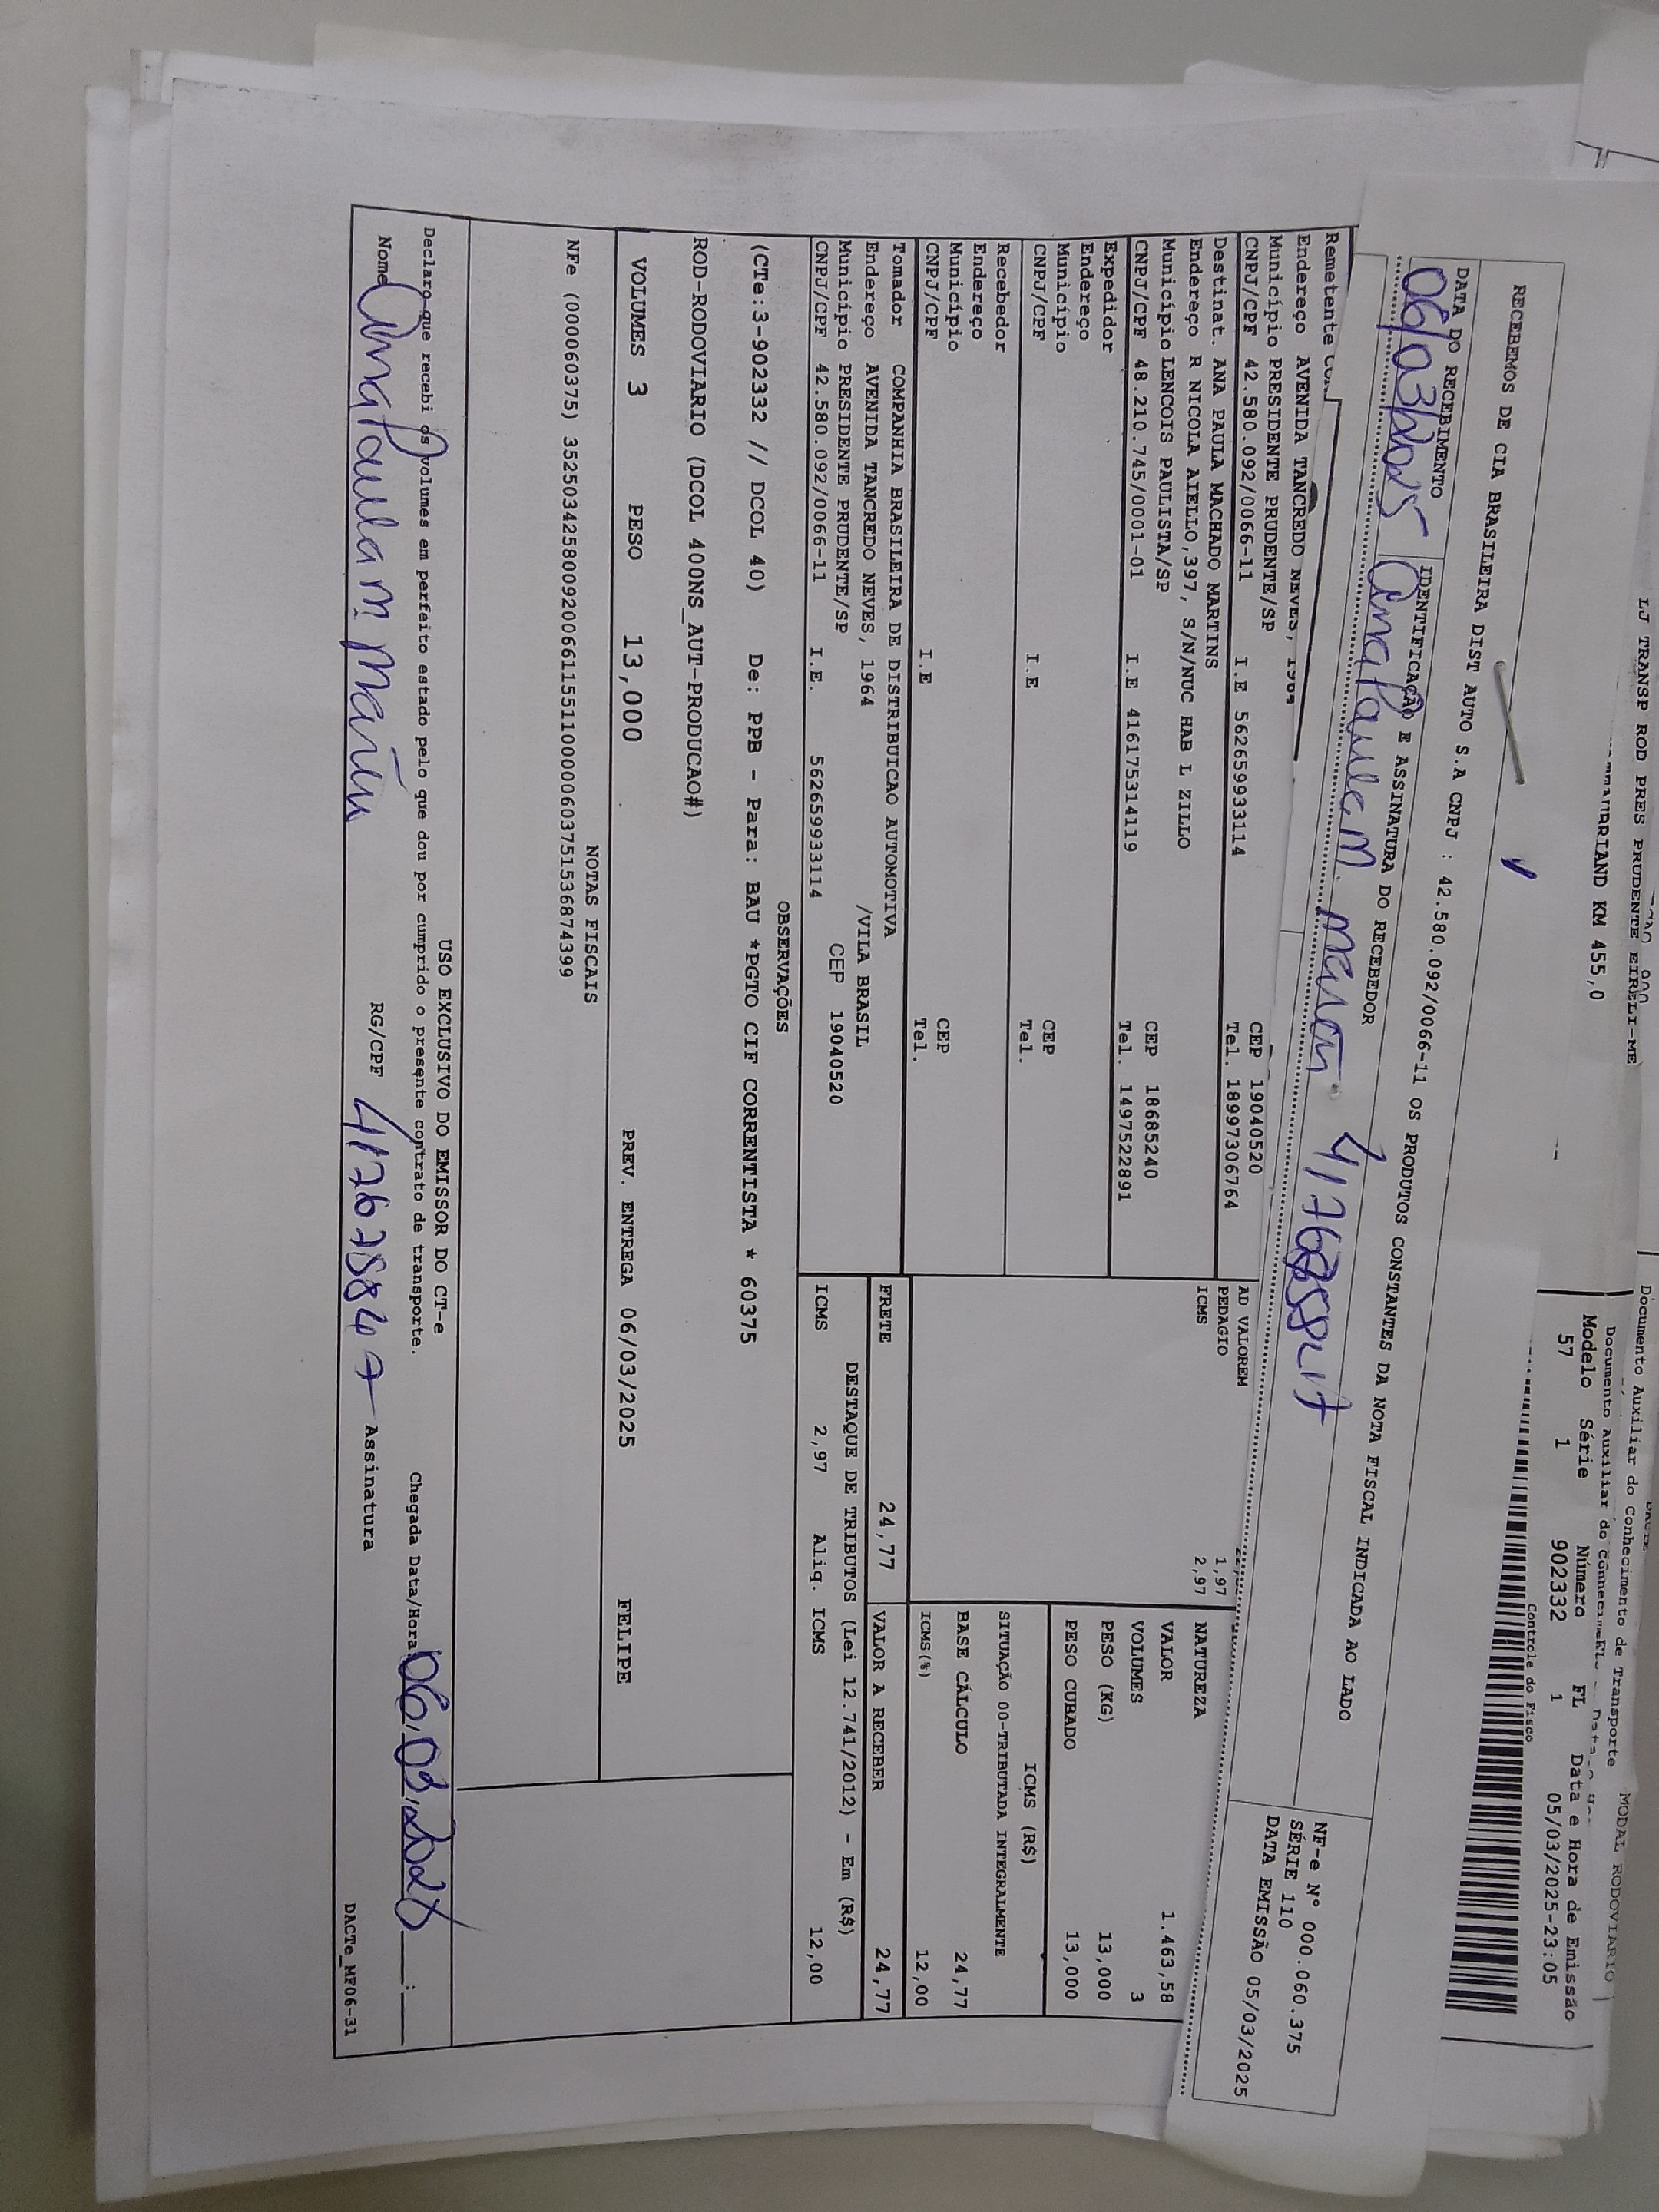 LJ TRANSP ROD PRES PRUDENTE EIRELI-ME
KM 455,0
Documento Auxiliar do Conhecimento de Transporte
MODAL RODOVIARIO
Modelo Série Número FL Data e Hora de Emissão
57 1 902332 1 05/03/2025-23:05
Controle do Fisco
RECEBEMOS DE CIA BRASILEIRA DIST AUTO S.A CNPJ : 42.580.092/0066-11 OS PRODUTOS CONSTANTES DA NOTA FISCAL INDICADA AO LADO
DATA DO RECEBIMENTO
06/03/2025
IDENTIFICAÇÃO E ASSINATURA DO RECEBEDOR
Ana Paula M. Martins
NF-e Nº 000.060.375
SÉRIE 110
DATA EMISSÃO 05/03/2025
Remetente
Endereço AVENIDA TANCREDO NEVES, 1964
Município PRESIDENTE PRUDENTE/SP CEP 19040520
CNPJ/CPF 42.580.092/0066-11 I.E 562659933114 Tel. 18997306764
Destinat. ANA PAULA MACHADO MARTINS
Endereço R NICOLA AIELLO,397, S/N/NUC HAB L ZILLO
Município LENCOIS PAULISTA/SP CEP 18685240
CNPJ/CPF 48.210.745/0001-01 I.E 416175314119 Tel. 1497522891
Expedidor
Endereço
Município CEP
CNPJ/CPF I.E Tel.
Recebedor
Endereço
Município CEP
CNPJ/CPF I.E Tel.
Tomador COMPANHIA BRASILEIRA DE DISTRIBUICAO AUTOMOTIVA
Endereço AVENIDA TANCREDO NEVES, 1964 /VILA BRASIL
Município PRESIDENTE PRUDENTE/SP CEP 19040520
CNPJ/CPF 42.580.092/0066-11 I.E. 562659933114
AD VALOREM
PEDAGIO 1,97
ICMS 2,97
NATUREZA
VALOR 1.463,58
VOLUMES 3
PESO (KG) 13,000
PESO CUBADO 13,000
ICMS (R$)
SITUAÇÃO 00-TRIBUTADA INTEGRALMENTE
BASE CÁLCULO 24,77
ICMS(%) 12,00
FRETE 24,77 VALOR A RECEBER 24,77
DESTAQUE DE TRIBUTOS (Lei 12.741/2012) - Em (R$)
ICMS 2,97 Aliq. ICMS 12,00
OBSERVAÇÕES
(CTe:3-902332 // DCOL 40) De: PPB - Para: BAU *PGTO CIF CORRENTISTA * 60375
ROD-RODOVIARIO (DCOL 400NS_AUT-PRODUCAO#)
VOLUMES 3 PESO 13,000 PREV. ENTREGA 06/03/2025 FELIPE
NOTAS FISCAIS
NFe (000060375) 35250342580092006611551100000603751536874399
USO EXCLUSIVO DO EMISSOR DO CT-e
Declaro que recebi os volumes em perfeito estado pelo que dou por cumprido o presente contrato de transporte. Chegada Data/Hora 06,03,2025 __:__
Nome Ana Paula M Martins RG/CPF 417678847 Assinatura
DACTe_MF06-31